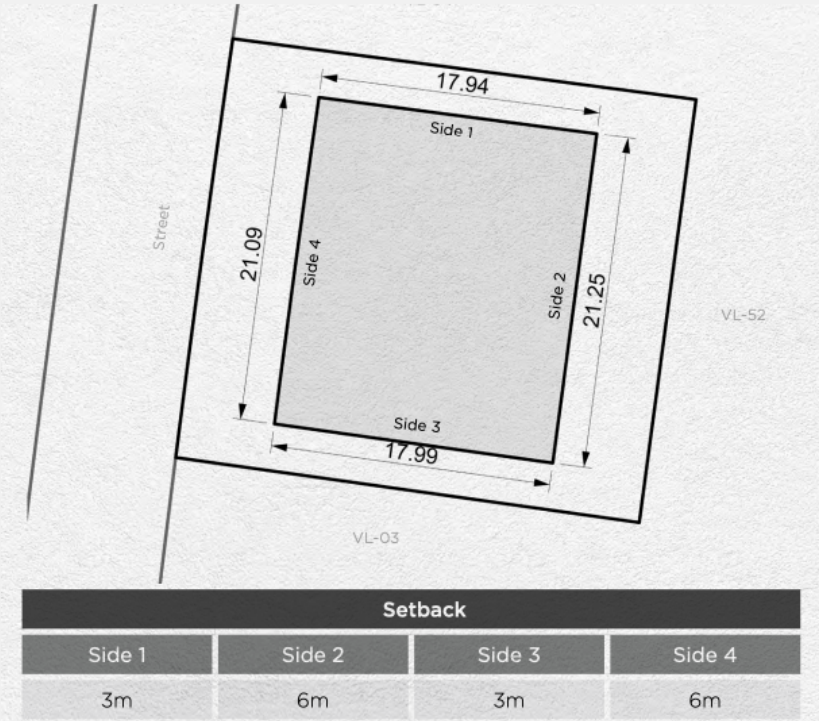 17.94
Side 1
Street
21.09
Side 4
Side 2
21.25
VL-52
Side 3
17.99
VL-03
Setback
Side 1 Side 2 Side 3 Side 4
3m 6m 3m 6m